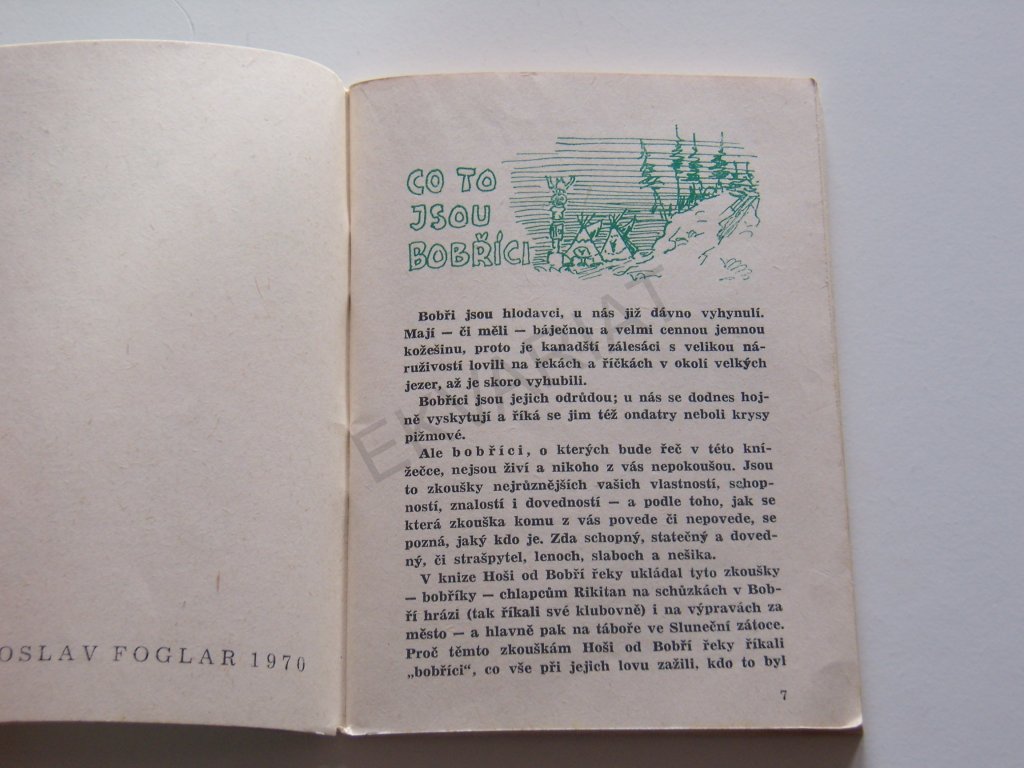 OSLAV FOGLAR 1970
CO TO
JSOU
BOBŘÍCI
Bobři jsou hlodavci, u nás již dávno vyhynulí.
Mají — či měli — báječnou a velmi cennou jemnou
kožešinu, proto je kanadští zálesáci s velikou ná-
ruživostí lovili na řekách a říčkách v okolí velkých
jezer, až je skoro vyhubili.
Bobříci jsou jejich odrůdou; u nás se dodnes hoj-
ně vyskytují a říká se jim též ondatry neboli krysy
pižmové.
Ale bobříci, o kterých bude řeč v této kní-
žečce, nejsou živí a nikoho z vás nepokoušou. Jsou
to zkoušky nejrůznějších vašich vlastností, schop-
ností, znalostí i dovedností — a podle toho, jak se
která zkouška komu z vás povede či nepovede, se
pozná, jaký kdo je. Zda schopný, statečný a doved-
ný, či strašpytel, lenoch, slaboch a nešika.
V knize Hoši od Bobří řeky ukládal tyto zkoušky
— bobříky — chlapcům Rikitan na schůzkách v Bob-
ří hrázi (tak říkali své klubovně) i na výpravách za
město — a hlavně pak na táboře ve Sluneční zátoce.
Proč těmto zkouškám Hoši od Bobří řeky říkali
„bobříci“, co vše při jejich lovu zažili, kdo to byl
7
EKVARIAT